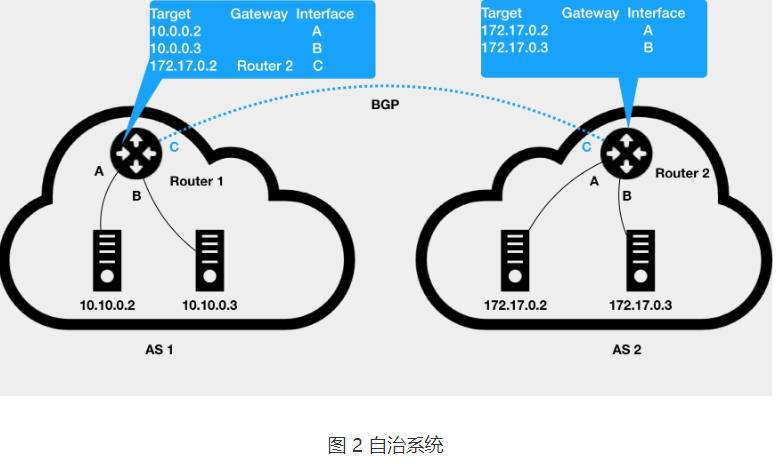 Target Gateway Interface
10.0.0.2 A
10.0.0.3 B
172.17.0.2 Router 2 C
Target Gateway Interface
172.17.0.2 A
172.17.0.3 B
BGP
C
A
B
Router 1
10.10.0.2
10.10.0.3
AS 1
C
A
B
Router 2
172.17.0.2
172.17.0.3
AS 2
图 2 自治系统